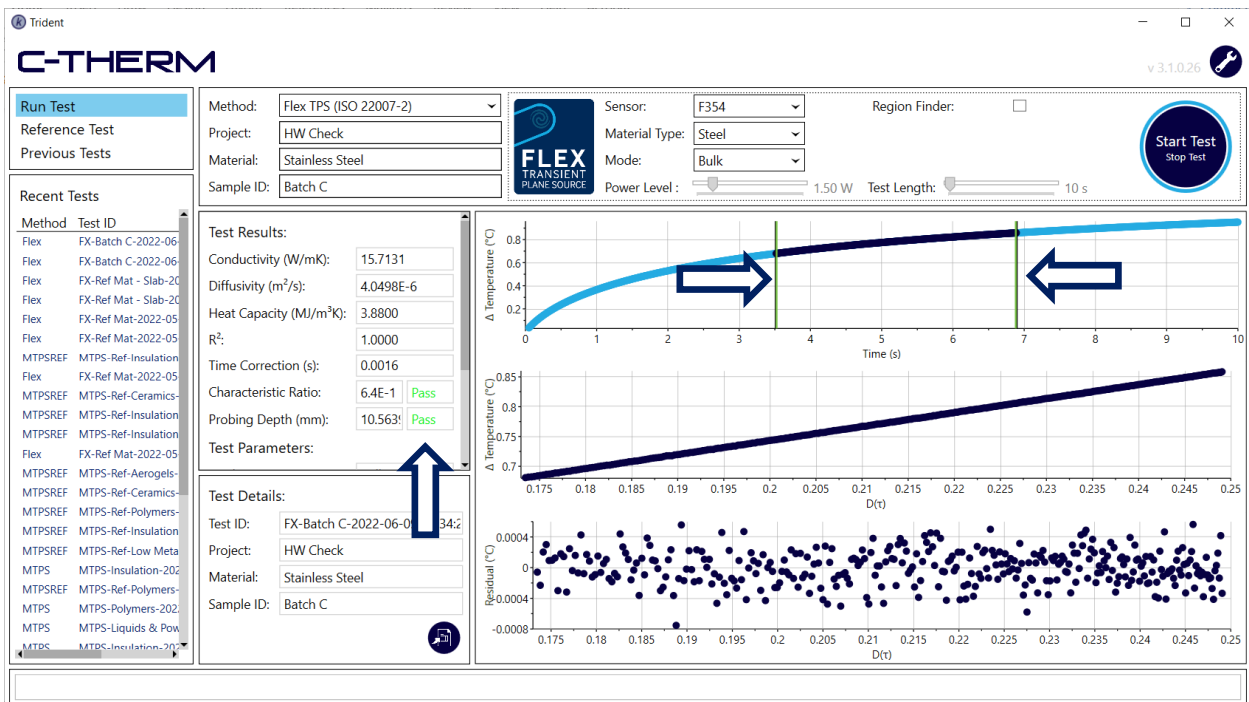 Trident
C-THERM
v 3.1.0.26
Run Test
Reference Test
Previous Tests
Recent Tests
Method Test ID
Flex FX-Batch C-2022-06-
Flex FX-Batch C-2022-06-
Flex FX-Ref Mat - Slab-20
Flex FX-Ref Mat - Slab-20
Flex FX-Ref Mat-2022-05
Flex FX-Ref Mat-2022-05
MTPSREF MTPS-Ref-Insulation
Flex FX-Ref Mat-2022-05
MTPSREF MTPS-Ref-Ceramics-
MTPSREF MTPS-Ref-Insulation
MTPSREF MTPS-Ref-Insulation
Flex FX-Ref Mat-2022-05
MTPSREF MTPS-Ref-Aerogels-
MTPSREF MTPS-Ref-Ceramics-
MTPSREF MTPS-Ref-Polymers-
MTPSREF MTPS-Ref-Insulation
MTPSREF MTPS-Ref-Low Meta
MTPS MTPS-Insulation-202
MTPSREF MTPS-Ref-Polymers-
MTPS MTPS-Polymers-202
MTPS MTPS-Liquids & Pow
MTPS MTPS-Insulation-202
Method: Flex TPS (ISO 22007-2)
Project: HW Check
Material: Stainless Steel
Sample ID: Batch C
FLEX
TRANSIENT
PLANE SOURCE
Sensor: F354
Material Type: Steel
Mode: Bulk
Power Level : 1.50 W Test Length: 10 s
Region Finder:
Start Test
Stop Test
Test Results:
Conductivity (W/mK): 15.7131
Diffusivity (m²/s): 4.0498E-6
Heat Capacity (MJ/m³K): 3.8800
R²: 1.0000
Time Correction (s): 0.0016
Characteristic Ratio: 6.4E-1 Pass
Probing Depth (mm): 10.563 Pass
Test Parameters:
Test Details:
Test ID: FX-Batch C-2022-06-0 34:2
Project: HW Check
Material: Stainless Steel
Sample ID: Batch C
Δ Temperature (°C)
0.8
0.6
0.4
0.2
0 1 2 3 4 5 6 7 8 9 10
Time (s)
Δ Temperature (°C)
0.85
0.8
0.75
0.7
0.175 0.18 0.185 0.19 0.195 0.2 0.205 0.21 0.215 0.22 0.225 0.23 0.235 0.24 0.245 0.25
D(τ)
Residual (°C)
0.0004
0
-0.0004
-0.0008
0.175 0.18 0.185 0.19 0.195 0.2 0.205 0.21 0.215 0.22 0.225 0.23 0.235 0.24 0.245 0.25
D(τ)